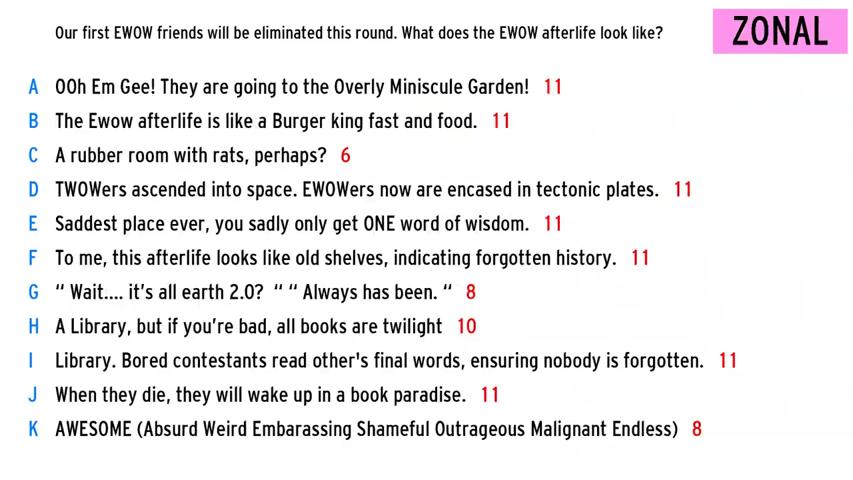 Our first EWOW friends will be eliminated this round. What does the EWOW afterlife look like?
ZONAL
A OOh Em Gee! They are going to the Overly Miniscule Garden! 11
B The Ewow afterlife is like a Burger king fast and food. 11
C A rubber room with rats, perhaps? 6
D TWOWers ascended into space. EWOWers now are encased in tectonic plates. 11
E Saddest place ever, you sadly only get ONE word of wisdom. 11
F To me, this afterlife looks like old shelves, indicating forgotten history. 11
G “ Wait.... it’s all earth 2.0? “ “ Always has been. “ 8
H A Library, but if you’re bad, all books are twilight 10
I Library. Bored contestants read other's final words, ensuring nobody is forgotten. 11
J When they die, they will wake up in a book paradise. 11
K AWESOME (Absurd Weird Embarassing Shameful Outrageous Malignant Endless) 8